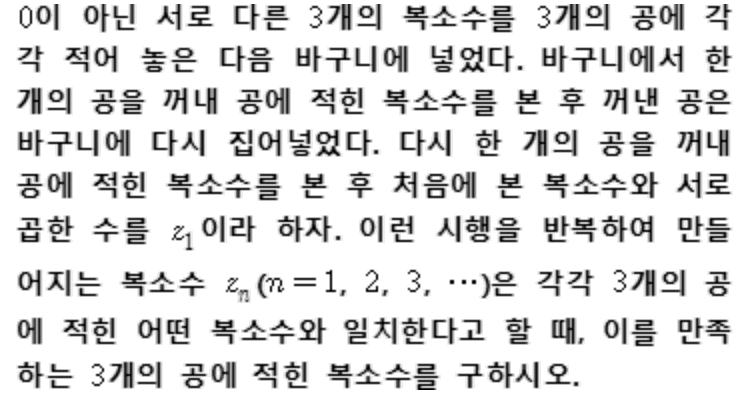 0이 아닌 서로 다른 3개의 복소수를 3개의 공에 각
각 적어 놓은 다음 바구니에 넣었다. 바구니에서 한
개의 공을 꺼내 공에 적힌 복소수를 본 후 꺼낸 공은
바구니에 다시 집어넣었다. 다시 한 개의 공을 꺼내
공에 적힌 복소수를 본 후 처음에 본 복소수와 서로
곱한 수를 z₁이라 하자. 이런 시행을 반복하여 만들
어지는 복소수 zₙ(n=1, 2, 3, ⋯)은 각각 3개의 공
에 적힌 어떤 복소수와 일치한다고 할 때, 이를 만족
하는 3개의 공에 적힌 복소수를 구하시오.